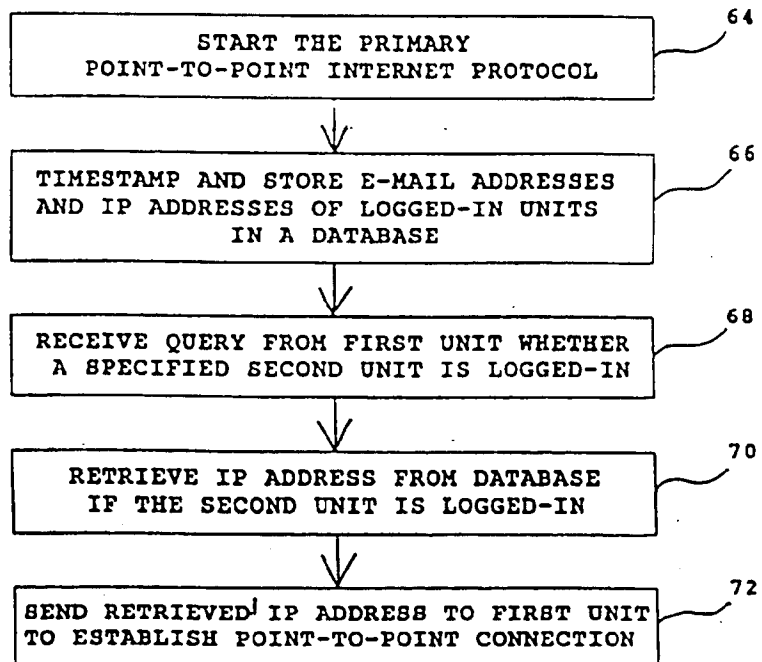 64
START THE PRIMARY
POINT-TO-POINT INTERNET PROTOCOL
66
TIMESTAMP AND STORE E-MAIL ADDRESSES
AND IP ADDRESSES OF LOGGED-IN UNITS
IN A DATABASE
68
RECEIVE QUERY FROM FIRST UNIT WHETHER
A SPECIFIED SECOND UNIT IS LOGGED-IN
70
RETRIEVE IP ADDRESS FROM DATABASE
IF THE SECOND UNIT IS LOGGED-IN
72
SEND RETRIEVED IP ADDRESS TO FIRST UNIT
TO ESTABLISH POINT-TO-POINT CONNECTION